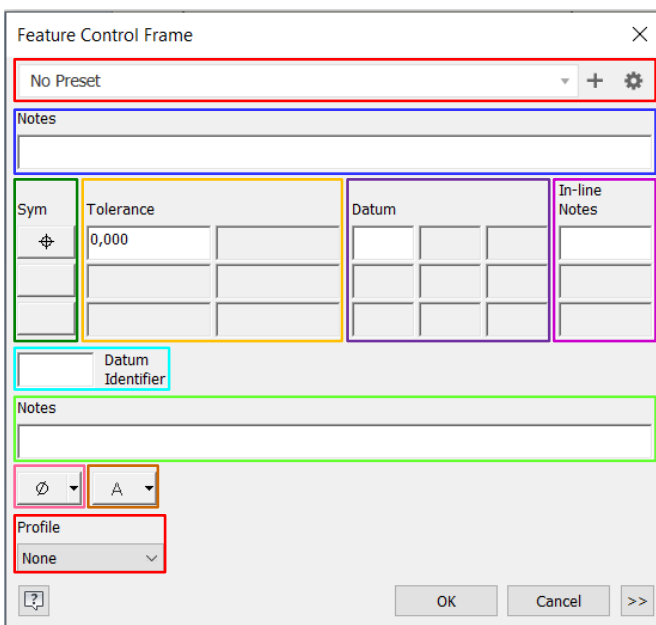 Feature Control Frame
No Preset
Notes
Sym Tolerance Datum In-line
Notes
0,000
Datum
Identifier
Notes
Ø A
Profile
None
? OK Cancel >>